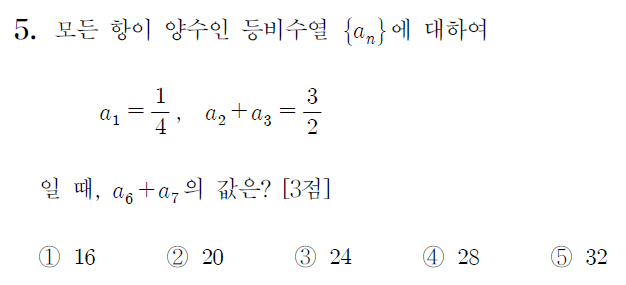 5. 모든 항이 양수인 등비수열 {aₙ}에 대하여
a₁ = 1/4, a₂ + a₃ = 3/2
일 때, a₆ + a₇의 값은? [3점]
① 16 ② 20 ③ 24 ④ 28 ⑤ 32